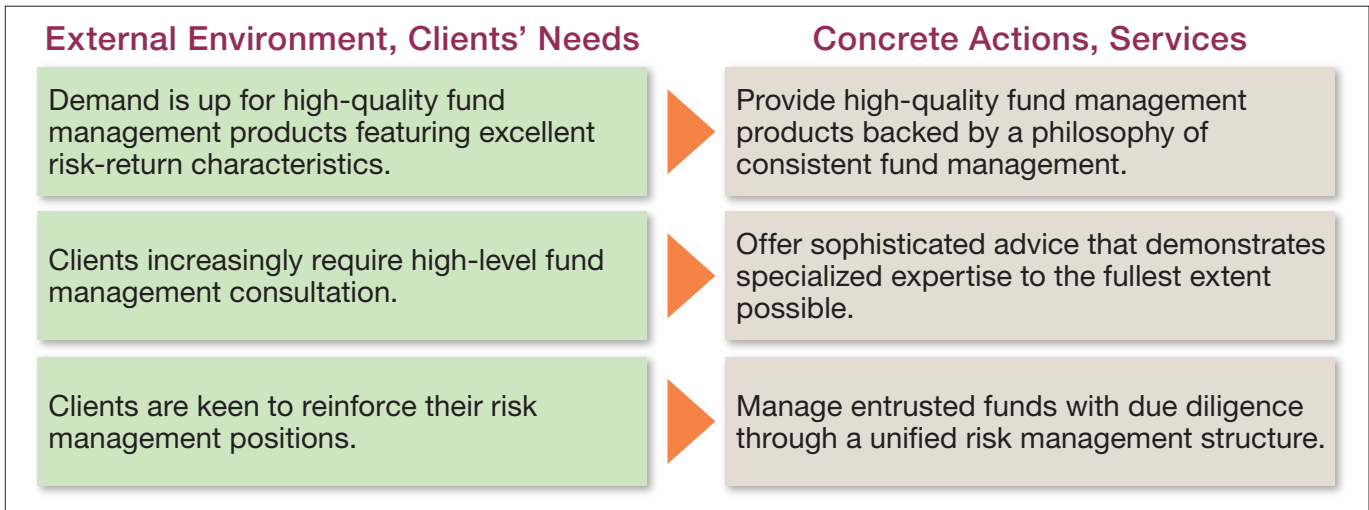 External Environment, Clients’ Needs
Concrete Actions, Services
Demand is up for high-quality fund
management products featuring excellent
risk-return characteristics.
Provide high-quality fund management
products backed by a philosophy of
consistent fund management.
Clients increasingly require high-level fund
management consultation.
Offer sophisticated advice that demonstrates
specialized expertise to the fullest extent
possible.
Clients are keen to reinforce their risk
management positions.
Manage entrusted funds with due diligence
through a unified risk management structure.